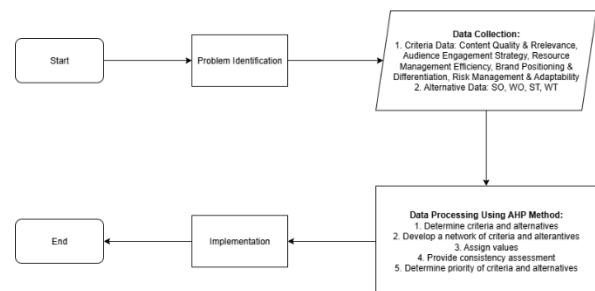 Start
Problem Identification
Data Collection:
1. Criteria Data: Content Quality & Rrelevance,
Audience Engagement Strategy, Resource
Management Efficiency, Brand Positioning &
Differentiation, Risk Management & Adaptability
2. Alternative Data: SO, WO, ST, WT
Data Processing Using AHP Method:
1. Determine criteria and alternatives
2. Develop a network of criteria and alterantives
3. Assign values
4. Provide consistency assessment
5. Determine priority of criteria and alternatives
Implementation
End